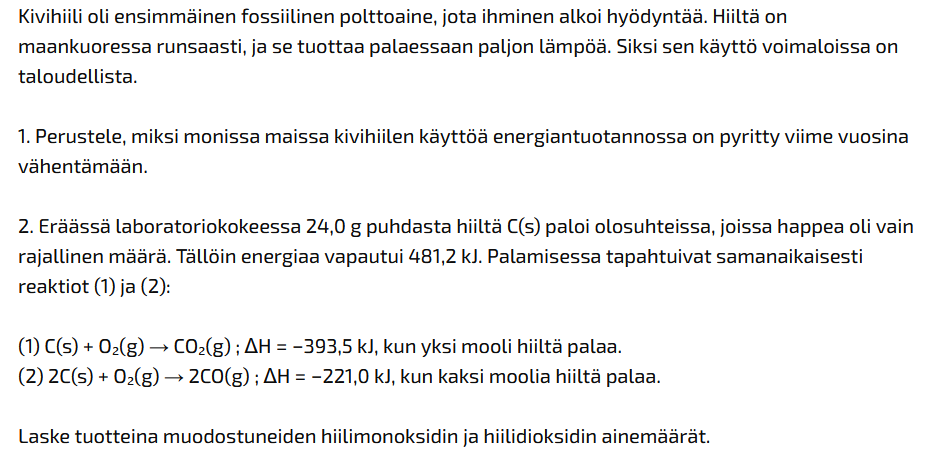 Kivihiili oli ensimmäinen fossiilinen polttoaine, jota ihminen alkoi hyödyntää. Hiiltä on
maankuoressa runsaasti, ja se tuottaa palaessaan paljon lämpöä. Siksi sen käyttö voimaloissa on
taloudellista.
1. Perustele, miksi monissa maissa kivihiilen käyttöä energiantuotannossa on pyritty viime vuosina
vähentämään.
2. Eräässä laboratoriokokeessa 24,0 g puhdasta hiiltä C(s) paloi olosuhteissa, joissa happea oli vain
rajallinen määrä. Tällöin energiaa vapautui 481,2 kJ. Palamisessa tapahtuivat samanaikaisesti
reaktiot (1) ja (2):
(1) C(s) + O₂(g) → CO₂(g) ; ΔH = −393,5 kJ, kun yksi mooli hiiltä palaa.
(2) 2C(s) + O₂(g) → 2CO(g) ; ΔH = −221,0 kJ, kun kaksi moolia hiiltä palaa.
Laske tuotteina muodostuneiden hiilimonoksidin ja hiilidioksidin ainemäärät.